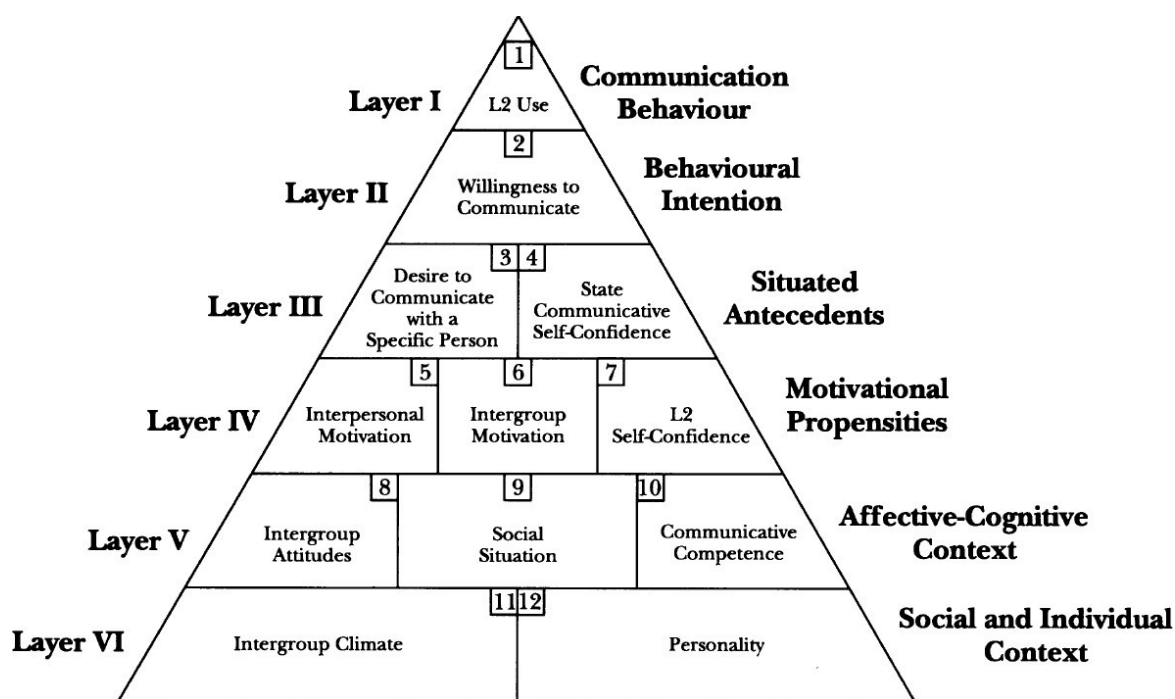 1
Layer I
L2 Use
Communication
Behaviour
2
Layer II
Willingness to
Communicate
Behavioural
Intention
3 4
Layer III
Desire to
Communicate
with a
Specific Person
State
Communicative
Self-Confidence
Situated
Antecedents
5 6 7
Layer IV
Interpersonal
Motivation
Intergroup
Motivation
L2
Self-Confidence
Motivational
Propensities
8 9 10
Layer V
Intergroup
Attitudes
Social
Situation
Communicative
Competence
Affective-Cognitive
Context
11 12
Layer VI
Intergroup Climate
Personality
Social and Individual
Context